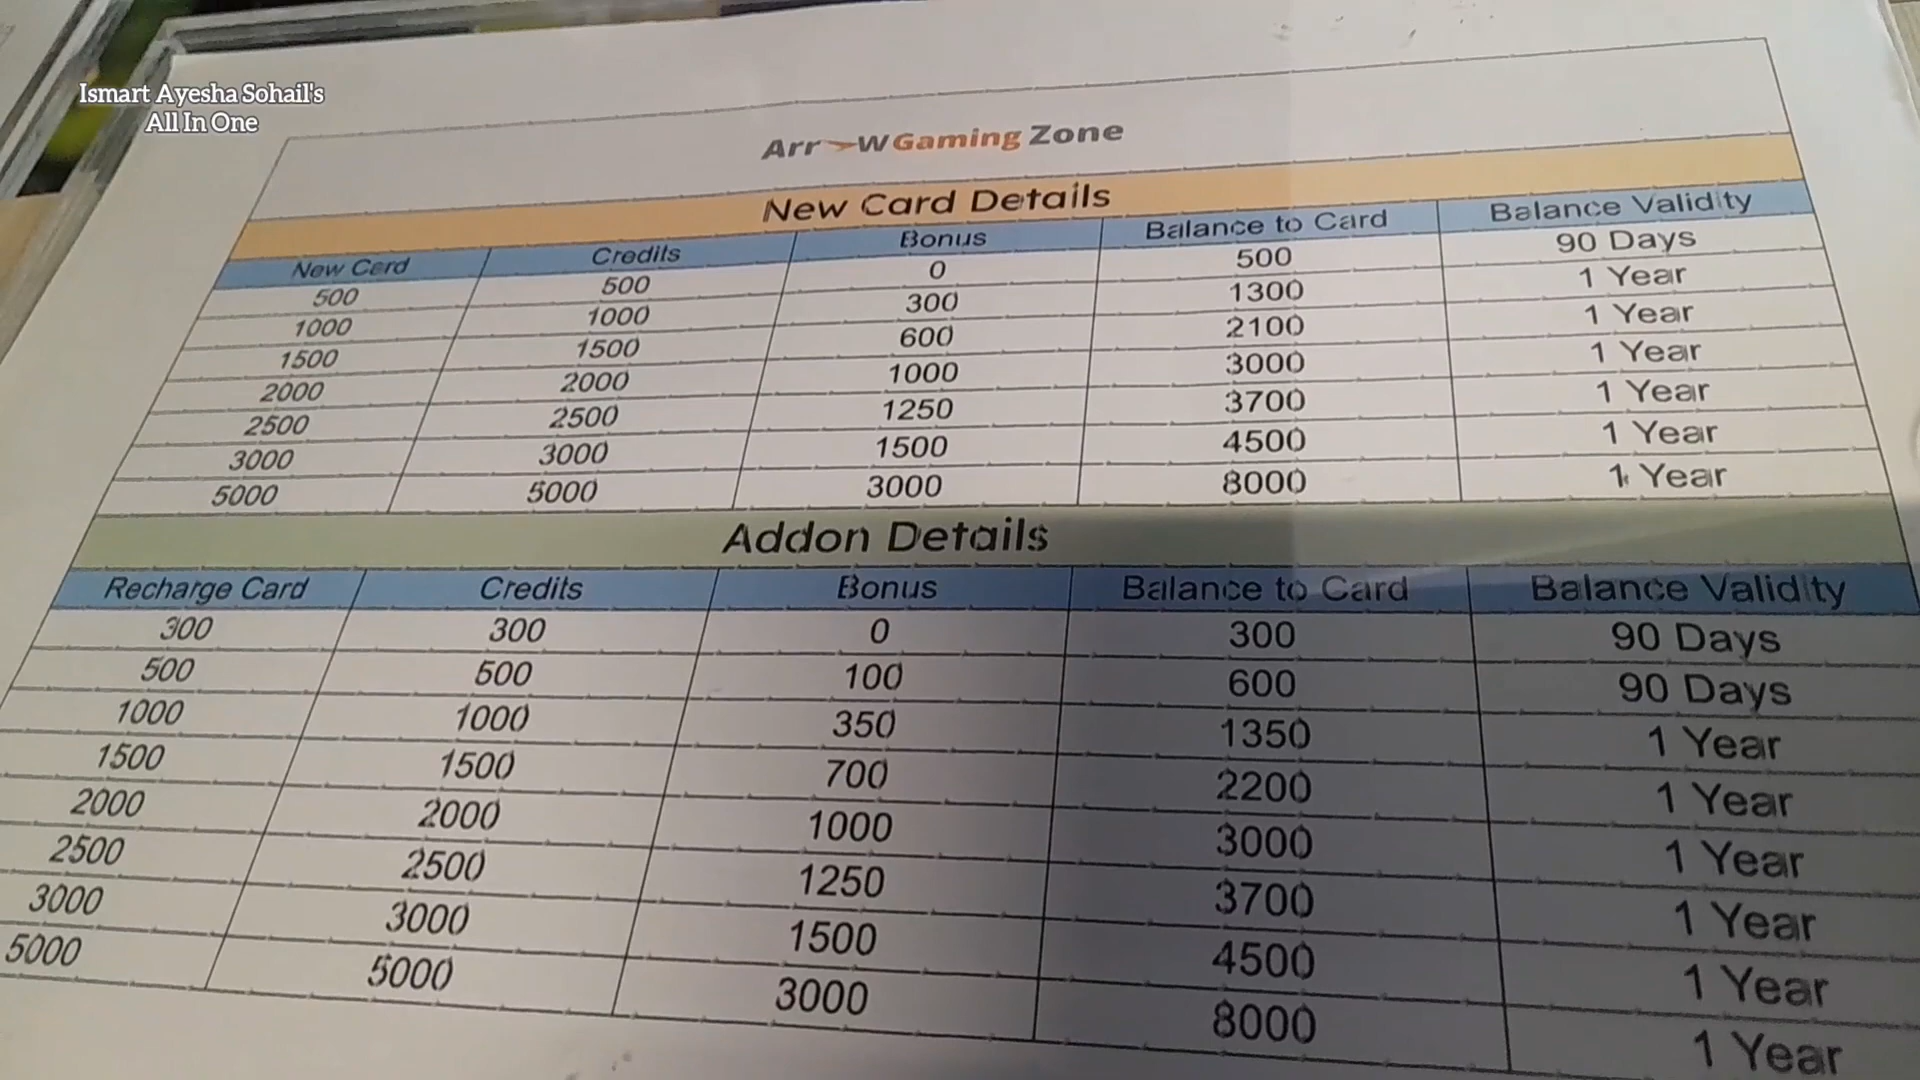 Ismart Ayesha Sohail's
All In One
Arr➤W Gaming Zone
New Card Details
New Card Credits Bonus Balance to Card Balance Validity
500 500 0 500 90 Days
1000 1000 300 1300 1 Year
1500 1500 600 2100 1 Year
2000 2000 1000 3000 1 Year
2500 2500 1250 3700 1 Year
3000 3000 1500 4500 1 Year
5000 5000 3000 8000 1 Year
Addon Details
Recharge Card Credits Bonus Balance to Card Balance Validity
300 300 0 300 90 Days
500 500 100 600 90 Days
1000 1000 350 1350 1 Year
1500 1500 700 2200 1 Year
2000 2000 1000 3000 1 Year
2500 2500 1250 3700 1 Year
3000 3000 1500 4500 1 Year
5000 5000 3000 8000 1 Year